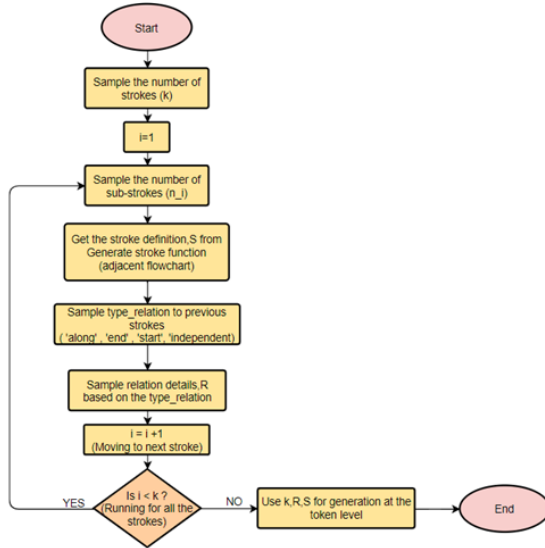 Start
Sample the number of
strokes (k)
i=1
Sample the number of
sub-strokes (n_i)
Get the stroke definition,S from
Generate stroke function
(adjacent flowchart)
Sample type_relation to previous
strokes
( 'along' , 'end' , 'start', 'independent)
Sample relation details,R
based on the type_relation
i = i +1
(Moving to next stroke)
Is i < k ?
(Running for all the
strokes)
YES
NO
Use k,R,S for generation at the
token level
End